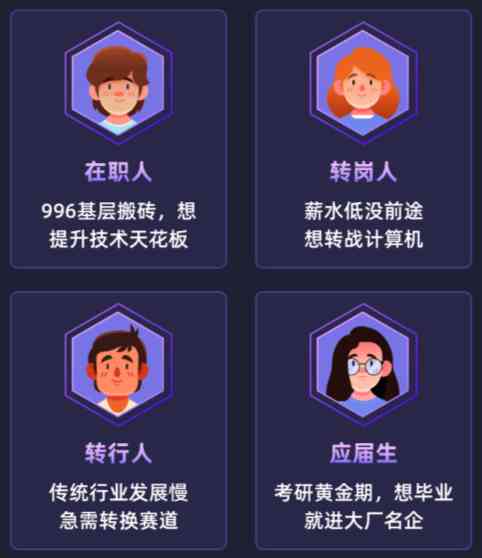 在职人
996基层搬砖，想
提升技术天花板
转岗人
薪水低没前途
想转战计算机
转行人
传统行业发展慢
急需转换赛道
应届生
考研黄金期，想毕业
就进大厂名企